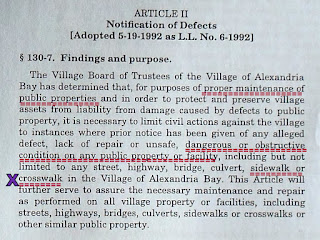 ARTICLE II
Notification of Defects
[Adopted 5-19-1992 as L.L. No. 6-1992]
§ 130-7. Findings and purpose.
The Village Board of Trustees of the Village of Alexandria
Bay has determined that, for purposes of proper maintenance of
public properties and in order to protect and preserve village
assets from liability from damage caused by defects to public
property, it is necessary to limit civil actions against the village
to instances where prior notice has been given of any alleged
defect, lack of repair or unsafe, dangerous or obstructive
condition on any public property or facility, including but not
limited to any street, highway, bridge, culvert, sidewalk or
X crosswalk in the Village of Alexandria Bay. This Article will
further serve to assure the necessary maintenance and repair
as performed on all village property or facilities, including
streets, highways, bridges, culverts, sidewalks or crosswalks or
other similar public property.